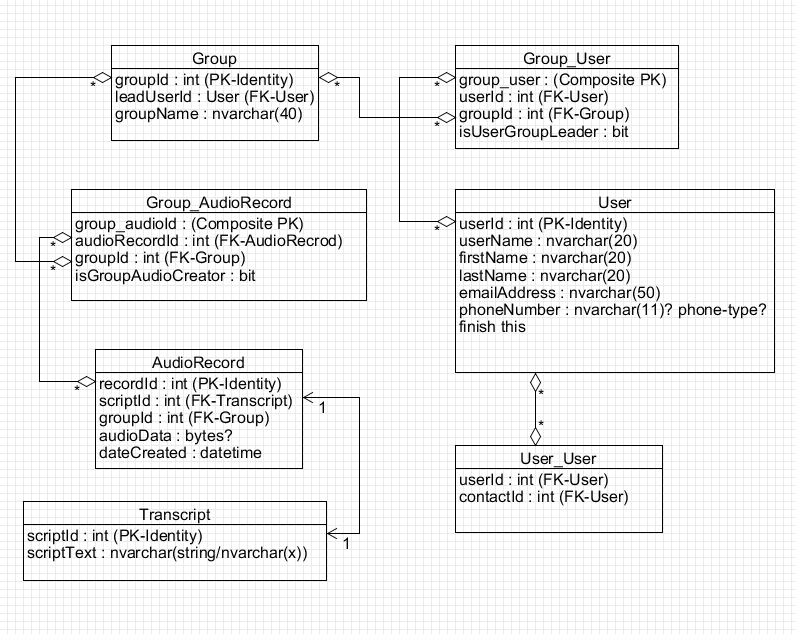 Group
groupId : int (PK-Identity)
leadUserId : User (FK-User)
groupName : nvarchar(40)
*
*
Group_User
group_user : (Composite PK)
userId : int (FK-User)
groupId : int (FK-Group)
isUserGroupLeader : bit
*
*
Group_AudioRecord
group_audioId : (Composite PK)
audioRecordId : int (FK-AudioRecrod)
groupId : int (FK-Group)
isGroupAudioCreator : bit
*
*
User
userId : int (PK-Identity)
userName : nvarchar(20)
firstName : nvarchar(20)
lastName : nvarchar(20)
emailAddress : nvarchar(50)
phoneNumber : nvarchar(11)? phone-type?
finish this
*
*
AudioRecord
recordId : int (PK-Identity)
scriptId : int (FK-Transcript)
groupId : int (FK-Group)
audioData : bytes?
dateCreated : datetime
*
1
*
User_User
userId : int (FK-User)
contactId : int (FK-User)
Transcript
scriptId : int (PK-Identity)
scriptText : nvarchar(string/nvarchar(x))
1